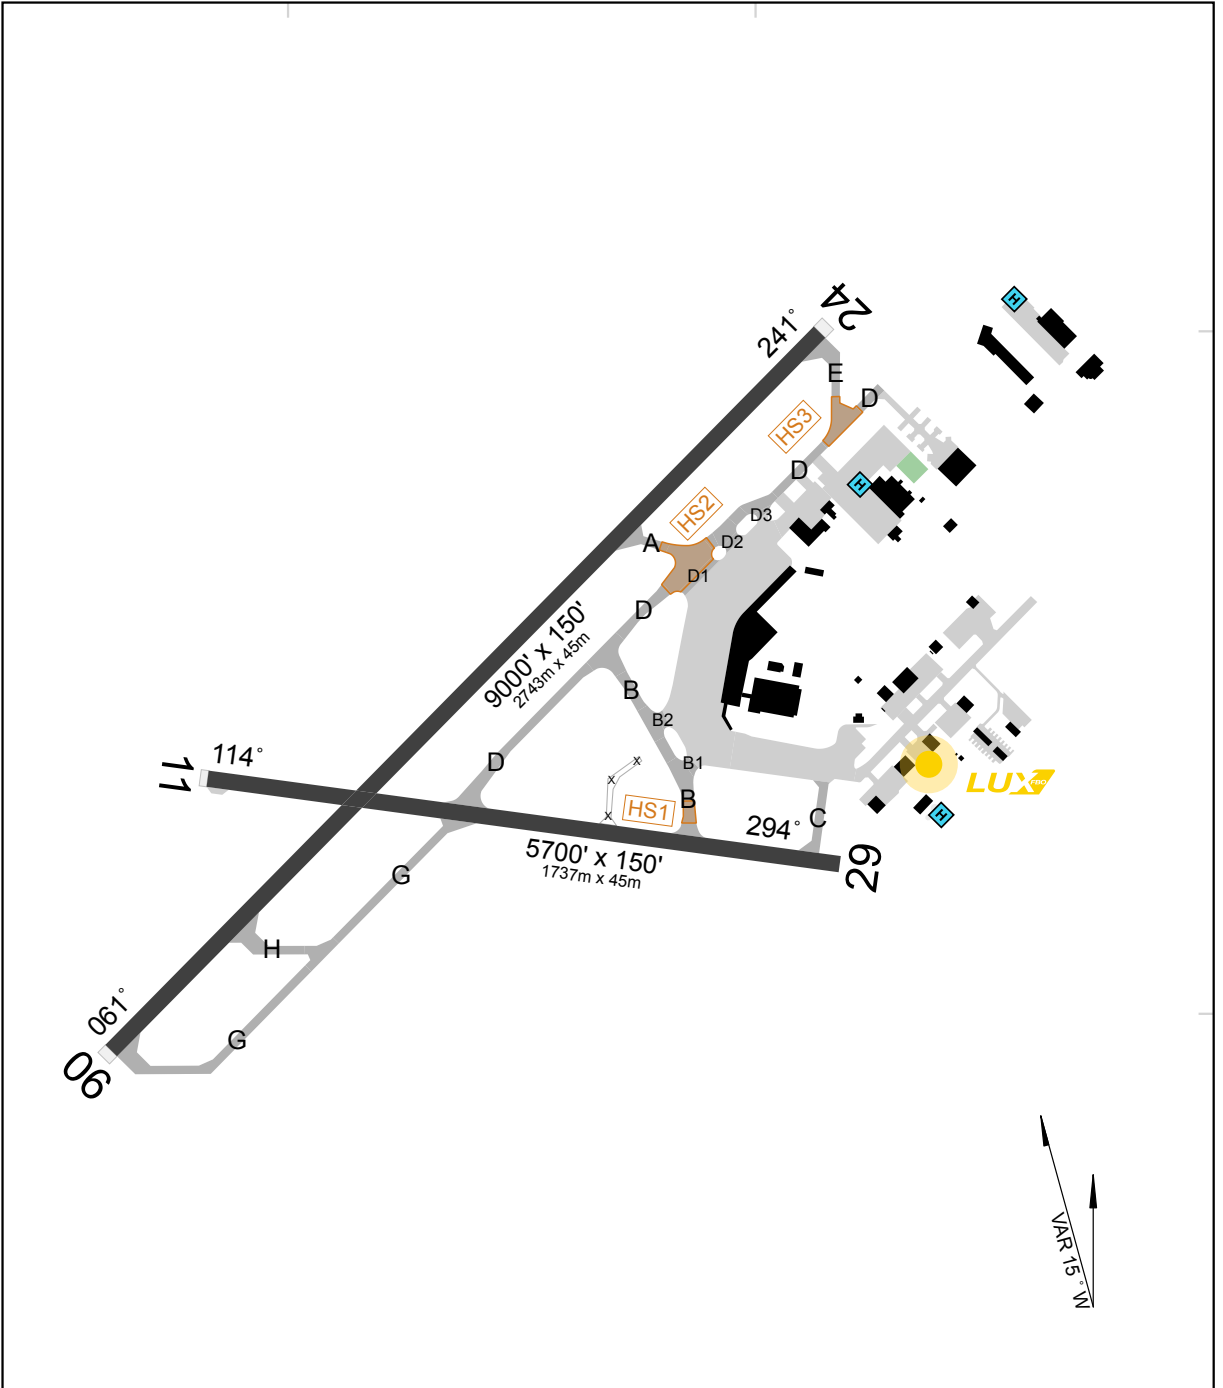 24
241°
E
D
HS3
D
HS2
D3
A
D2
D1
D
9000' x 150'
2743m x 45m
B
B2
114°
11
D
B1
B
HS1
C
294°
LUX FBO
5700' x 150'
1737m x 45m
29
G
H
061°
G
06
VAR 15° W
H
H
H
x
x
x